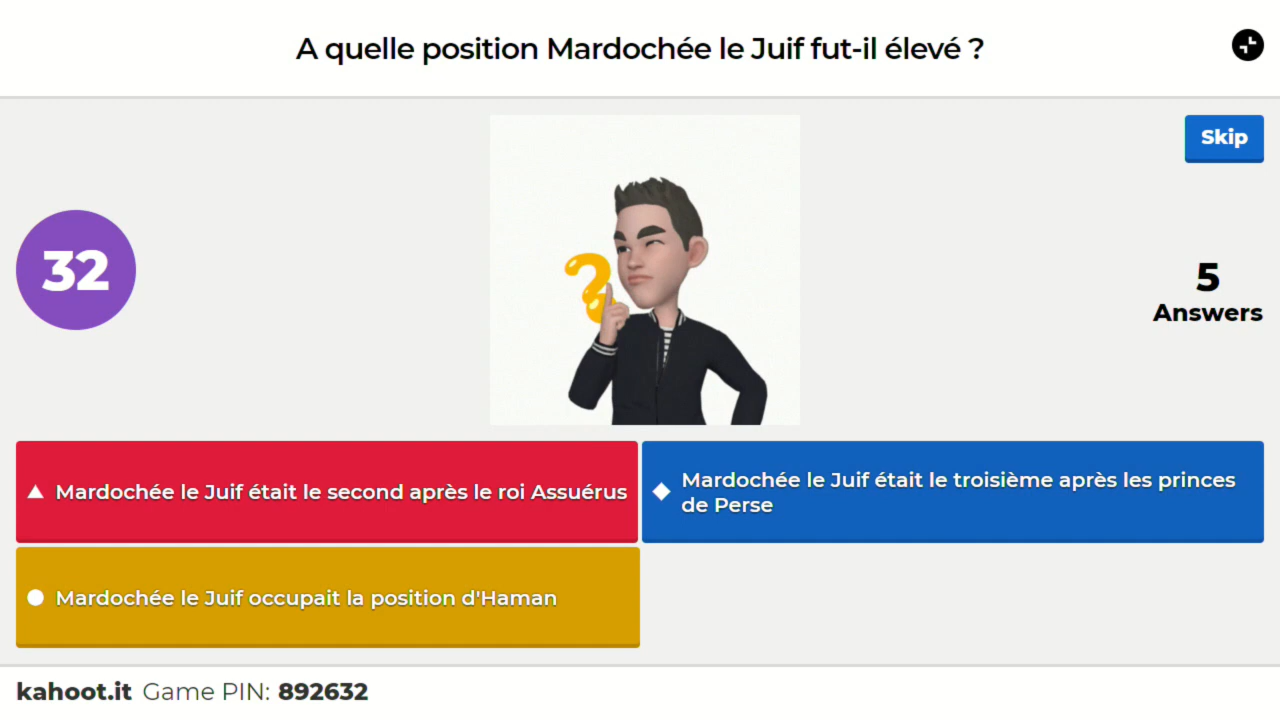 A quelle position Mardochée le Juif fut-il élevé ?
Skip
32
5
Answers
Mardochée le Juif était le second après le roi Assuérus
Mardochée le Juif était le troisième après les princes
de Perse
Mardochée le Juif occupait la position d'Haman
kahoot.it Game PIN: 892632